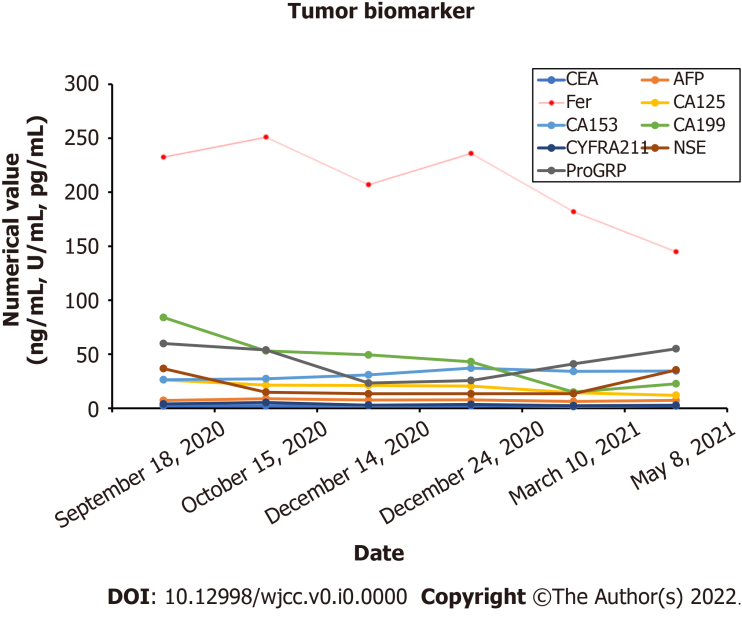 Tumor biomarker
Numerical value
(ng/mL, U/mL, pg/mL)
300
250
200
150
100
50
0
CEA
AFP
Fer
CA125
CA153
CA199
CYFRA211
NSE
ProGRP
September 18, 2020
October 15, 2020
December 14, 2020
December 24, 2020
March 10, 2021
May 8, 2021
Date
DOI: 10.12998/wjcc.v0.i0.0000 Copyright ©The Author(s) 2022.